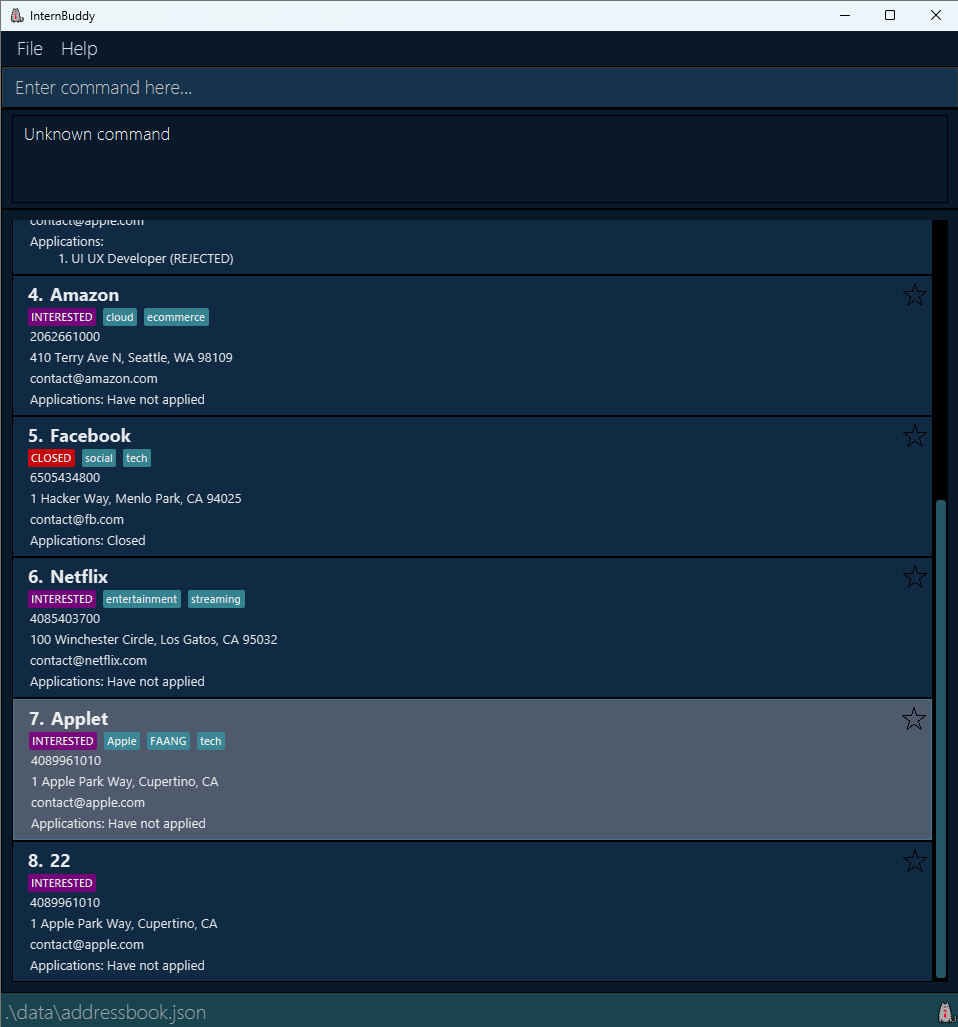 InternBuddy
File Help
Enter command here...
Unknown command
contact@apple.com
Applications:
1. UI UX Developer (REJECTED)
4. Amazon
INTERESTED cloud ecommerce
2062661000
410 Terry Ave N, Seattle, WA 98109
contact@amazon.com
Applications: Have not applied
5. Facebook
CLOSED social tech
6505434800
1 Hacker Way, Menlo Park, CA 94025
contact@fb.com
Applications: Closed
6. Netflix
INTERESTED entertainment streaming
4085403700
100 Winchester Circle, Los Gatos, CA 95032
contact@netflix.com
Applications: Have not applied
7. Applet
INTERESTED Apple FAANG tech
4089961010
1 Apple Park Way, Cupertino, CA
contact@apple.com
Applications: Have not applied
8. 22
INTERESTED
4089961010
1 Apple Park Way, Cupertino, CA
contact@apple.com
Applications: Have not applied
.\data\addressbook.json